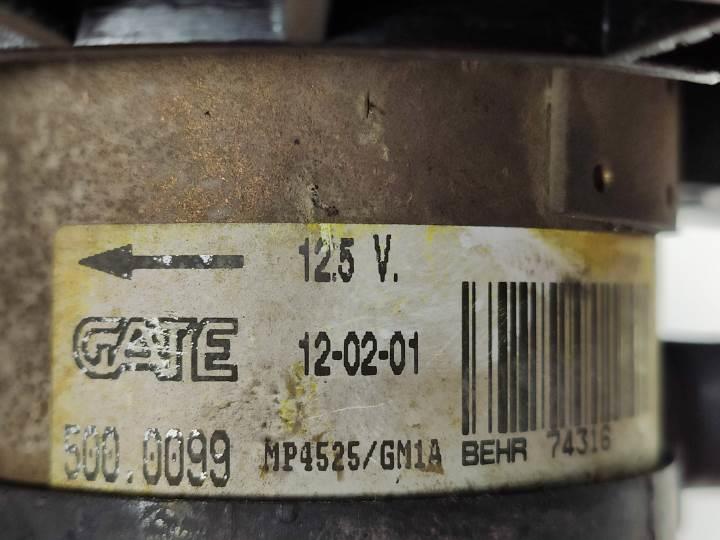 12.5 V.
GATE 12-02-01
500.0099 MP4525/GM1A BEHR 74316